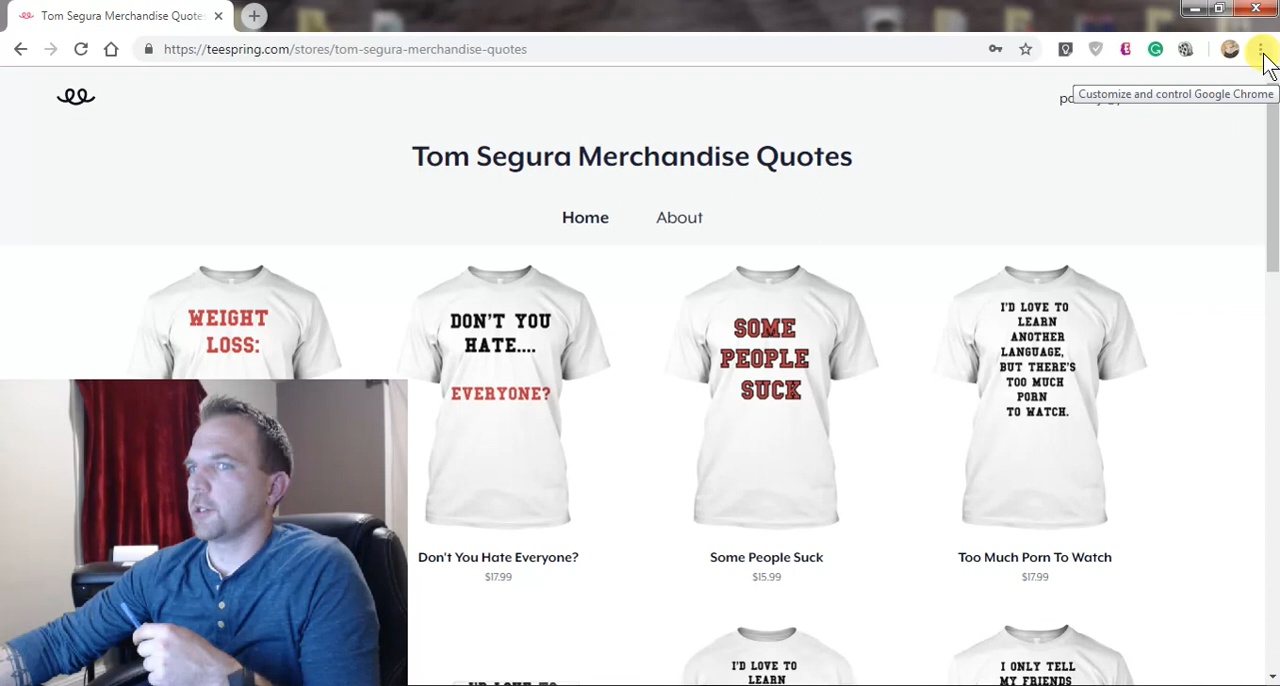 Tom Segura Merchandise Quotes
https://teespring.com/stores/tom-segura-merchandise-quotes
Customize and control Google Chrome
Tom Segura Merchandise Quotes
Home About
WEIGHT
LOSS:
DON'T YOU
HATE....
EVERYONE?
SOME
PEOPLE
SUCK
I'D LOVE TO
LEARN
ANOTHER
LANGUAGE,
BUT THERE'S
TOO MUCH
PORN
TO WATCH.
Don't You Hate Everyone?
$17.99
Some People Suck
$15.99
Too Much Porn To Watch
$17.99
I'D LOVE TO
LEARN
I ONLY TELL
MY FRIENDS